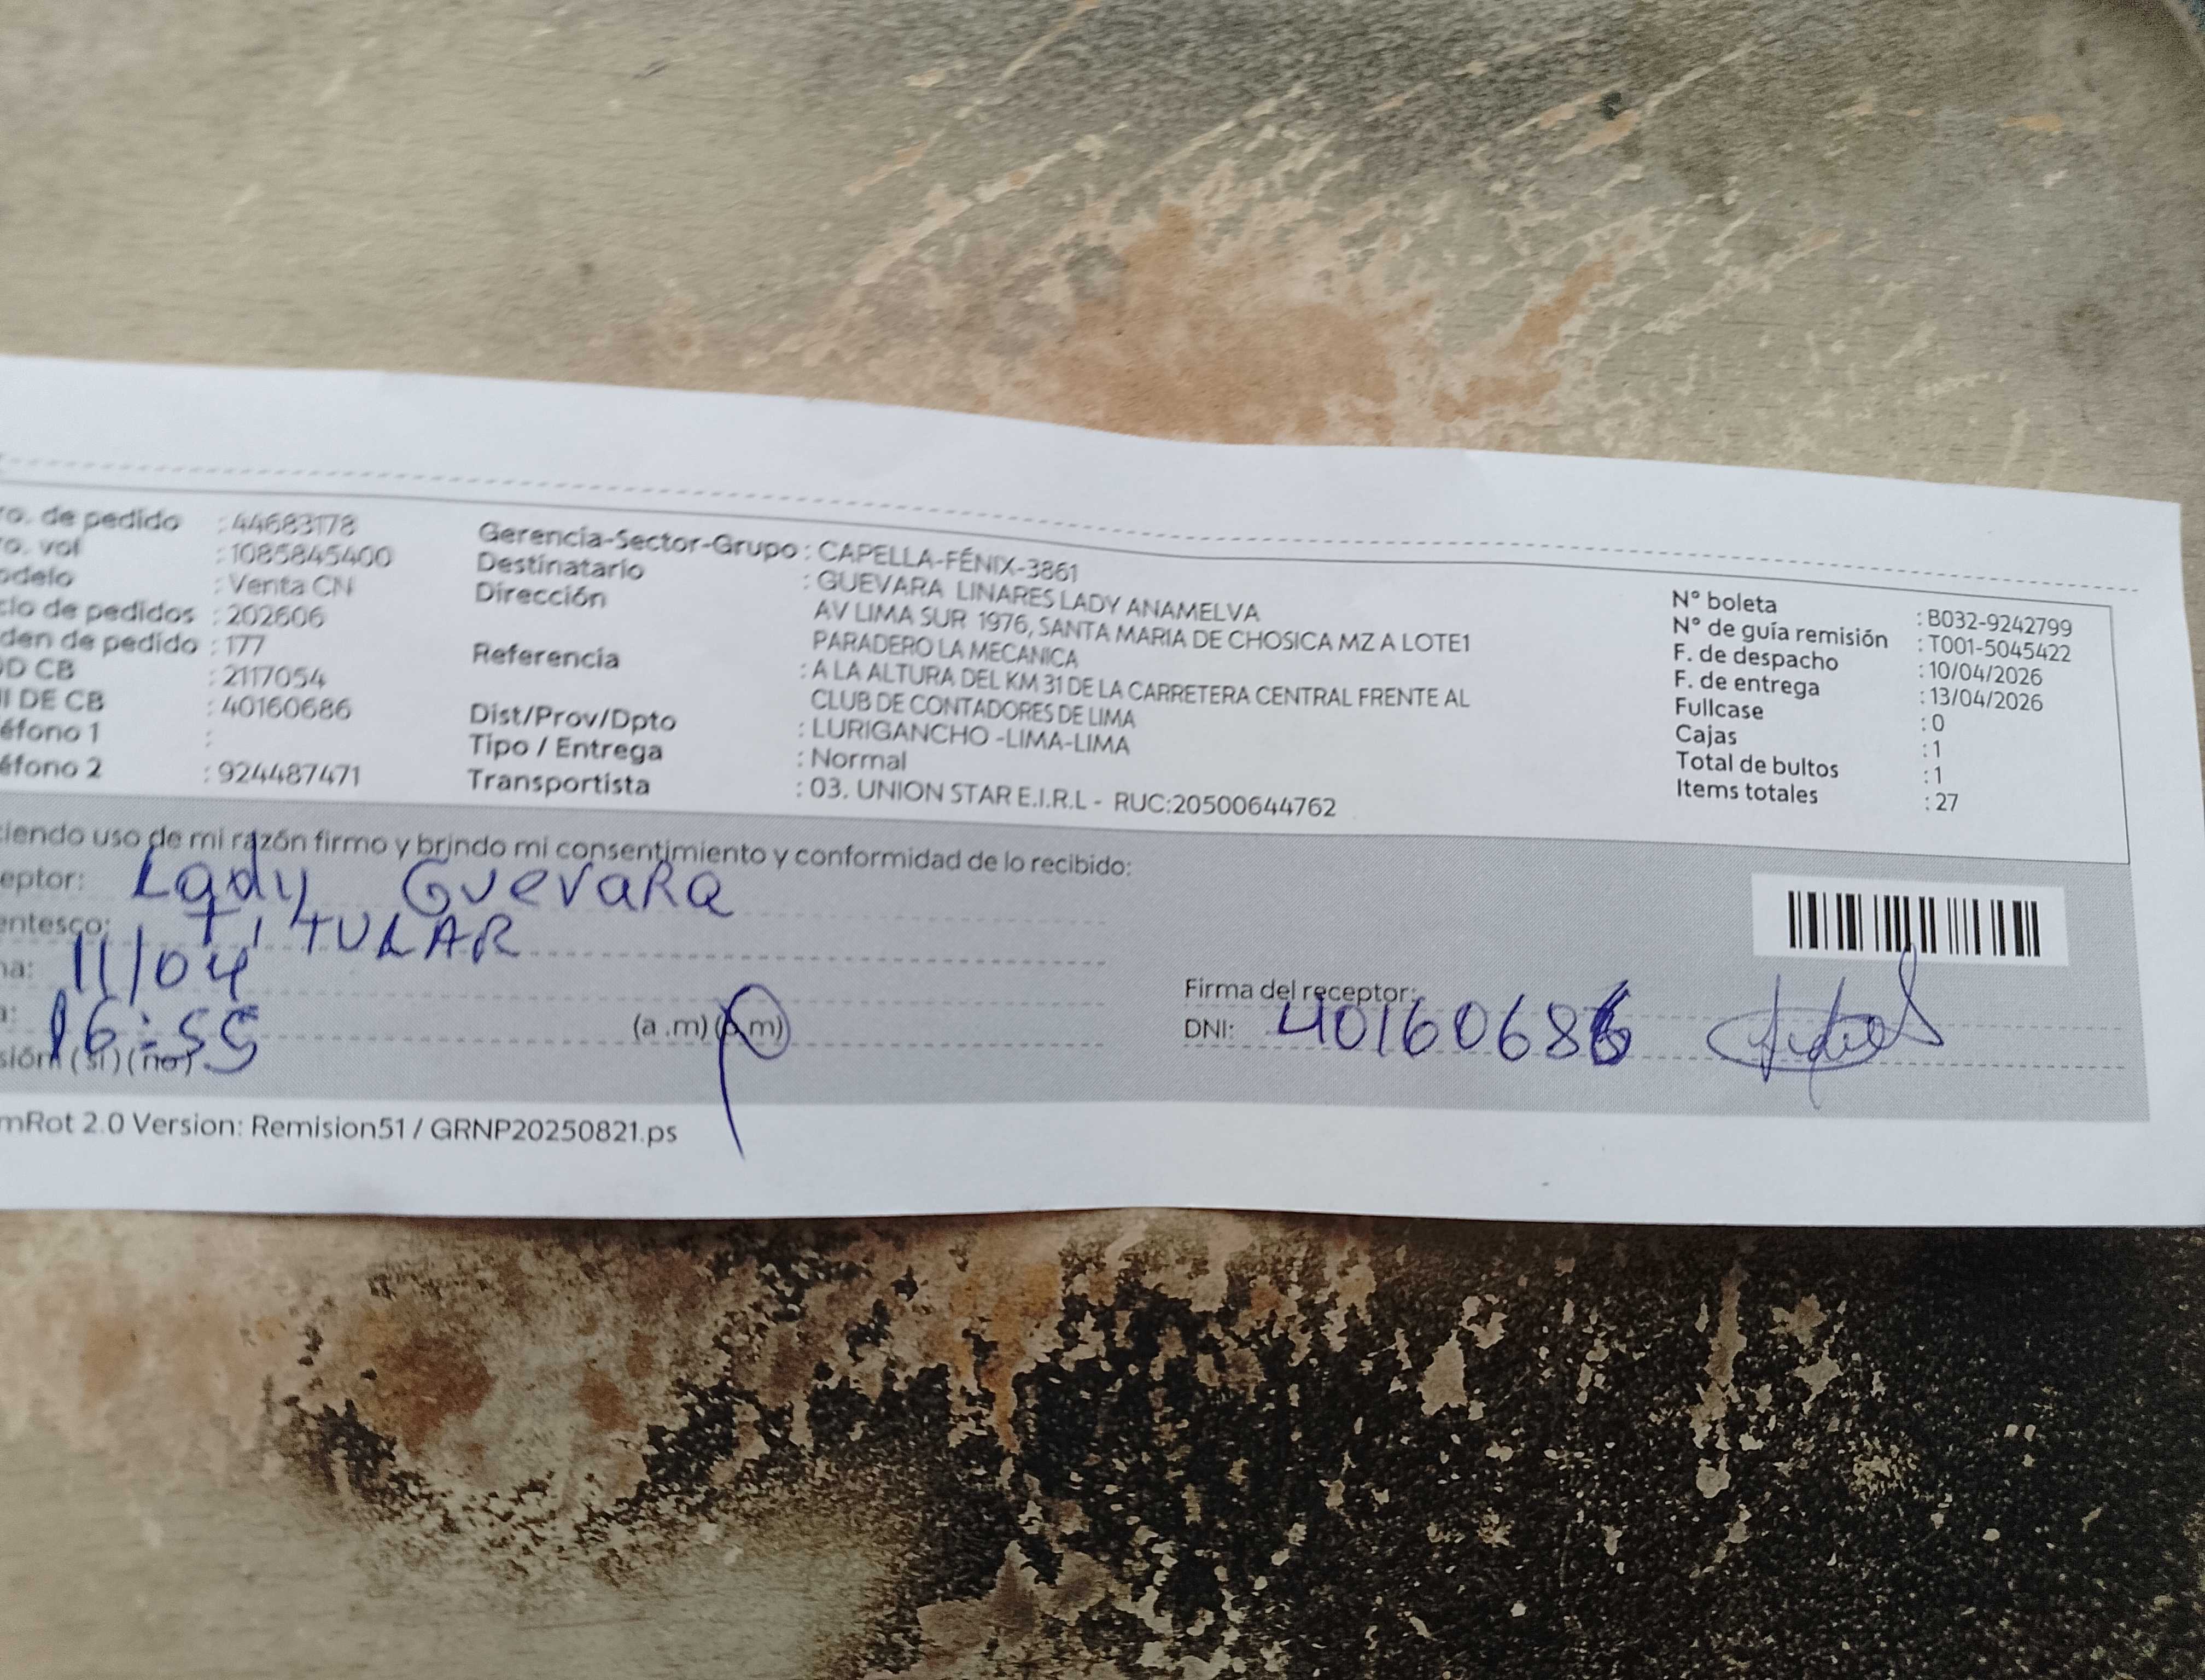 ro. de pedido : 44683178
ro. vol : 1085845400
odelo : Venta CN
clo de pedidos : 202606
den de pedido : 177
OD CB : 2117054
NI DE CB : 40160686
éfono 1 :
éfono 2 : 924487471
Gerencia-Sector-Grupo : CAPELLA-FÉNIX-3861
Destinatario : GUEVARA LINARES LADY ANAMELVA
Dirección AV LIMA SUR 1976, SANTA MARIA DE CHOSICA MZ A LOTE1
PARADERO LA MECANICA
Referencia : A LA ALTURA DEL KM 31 DE LA CARRETERA CENTRAL FRENTE AL
CLUB DE CONTADORES DE LIMA
Dist/Prov/Dpto : LURIGANCHO -LIMA-LIMA
Tipo / Entrega : Normal
Transportista : 03. UNION STAR E.I.R.L - RUC:20500644762
N° boleta : B032-9242799
N° de guía remisión : T001-5045422
F. de despacho : 10/04/2026
F. de entrega : 13/04/2026
Fullcase : 0
Cajas : 1
Total de bultos : 1
Items totales : 27
ciendo uso de mi razón firmo y brindo mi consentimiento y conformidad de lo recibido:
eptor: Lady GuevaRa
entesco: TiTULAR
ha: 11/04
a: 16:55 (a .m) (p.m)
sión (si) (no)
Firma del receptor:
DNI: 40160686
mRot 2.0 Version: Remision51 / GRNP20250821.ps